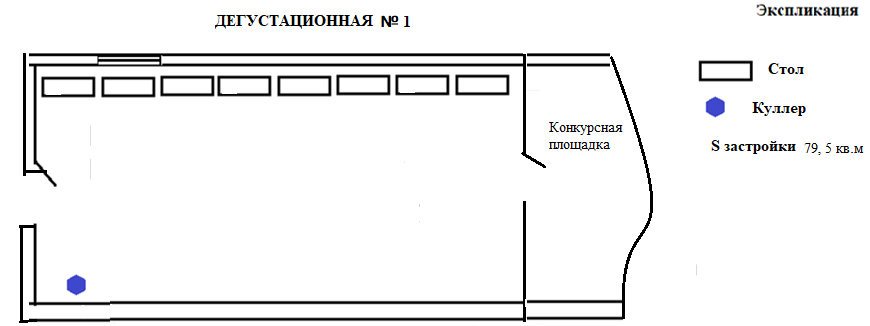 ДЕГУСТАЦИОННАЯ № 1
Экспликация
Стол
Куллер
S застройки 79, 5 кв.м
Конкурсная
площадка